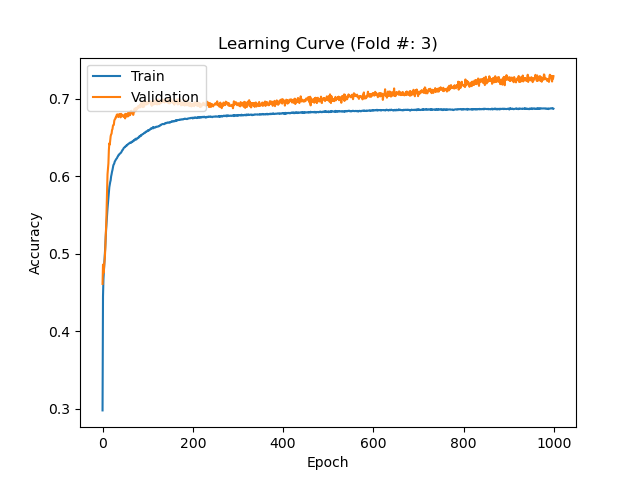 Learning Curve (Fold #: 3)
Train
Validation
0.7
0.6
0.5
0.4
0.3
Accuracy
0
200
400
600
800
1000
Epoch